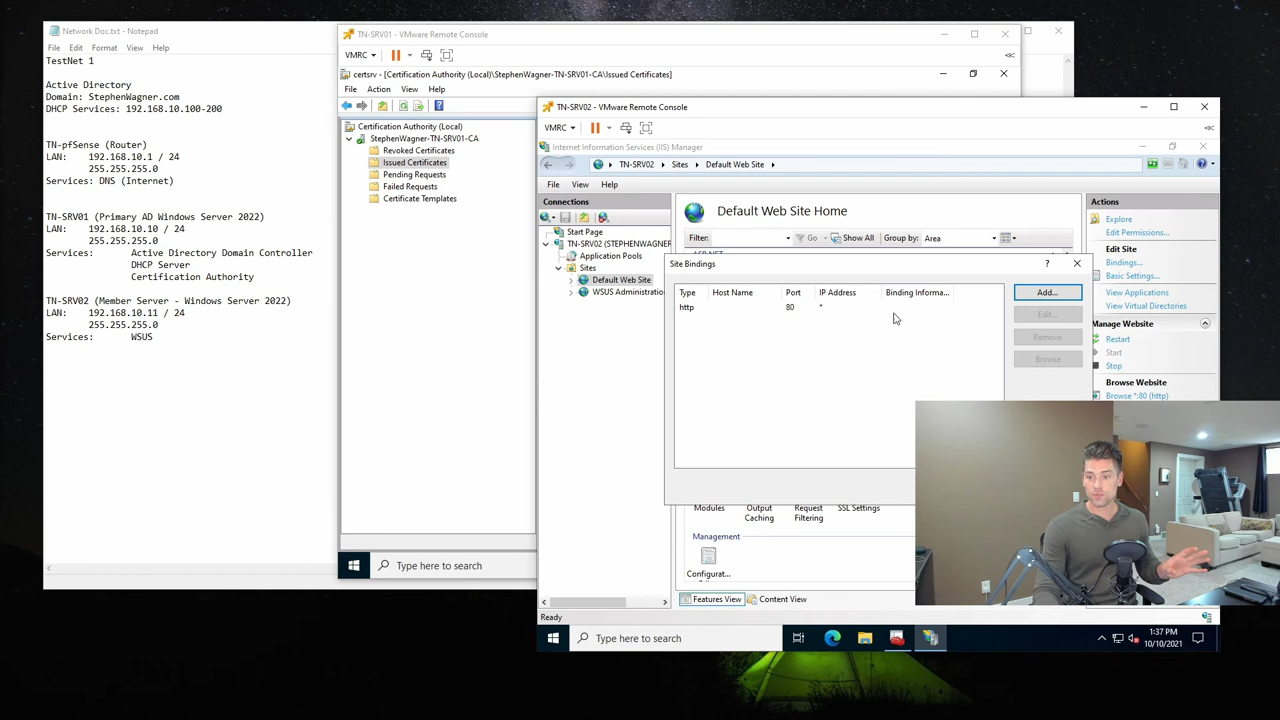 Network Doc.txt - Notepad
File Edit Format View Help
TestNet 1
Active Directory
Domain: StephenWagner.com
DHCP Services: 192.168.10.100-200
TN-pfSense (Router)
LAN: 192.168.10.1 / 24
255.255.255.0
Services: DNS (Internet)
TN-SRV01 (Primary AD Windows Server 2022)
LAN: 192.168.10.10 / 24
255.255.255.0
Services: Active Directory Domain Controller
DHCP Server
Certification Authority
TN-SRV02 (Member Server - Windows Server 2022)
LAN: 192.168.10.11 / 24
255.255.255.0
Services: WSUS
TN-SRV01 - VMware Remote Console
VMRC
certsrv - [Certification Authority (Local)\StephenWagner-TN-SRV01-CA\Issued Certificates]
File Action View Help
Certification Authority (Local)
StephenWagner-TN-SRV01-CA
Revoked Certificates
Issued Certificates
Pending Requests
Failed Requests
Certificate Templates
Type here to search
TN-SRV02 - VMware Remote Console
VMRC
Internet Information Services (IIS) Manager
TN-SRV02 Sites Default Web Site
File View Help
Connections
Start Page
TN-SRV02 (STEPHENWAGNER
Application Pools
Sites
Default Web Site
WSUS Administratio
Default Web Site Home
Filter: Go Show All Group by: Area
ASP.NET
Site Bindings
Type Host Name Port IP Address Binding Informa...
http 80 *
Add...
Edit...
Remove
Browse
Modules Output Caching Request Filtering SSL Settings
Management
Configurat...
Features View Content View
Actions
Explore
Edit Permissions...
Edit Site
Bindings...
Basic Settings...
View Applications
View Virtual Directories
Manage Website
Restart
Start
Stop
Browse Website
Browse *:80 (http)
Ready
Type here to search
1:37 PM
10/10/2021